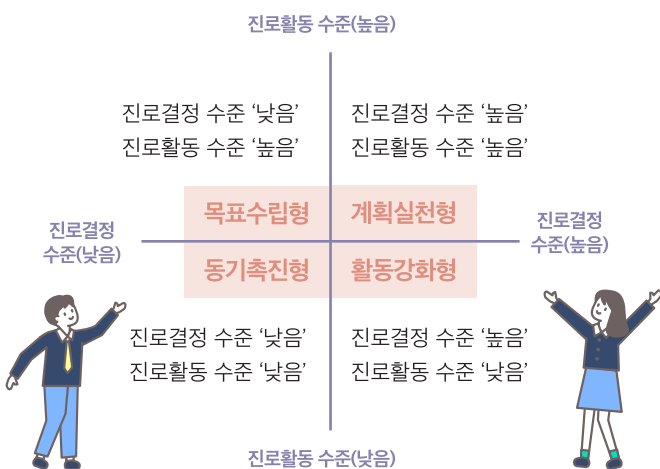 진로활동 수준(높음)
진로결정 수준 ‘낮음’
진로활동 수준 ‘높음’
진로결정 수준 ‘높음’
진로활동 수준 ‘높음’
목표수립형
계획실천형
진로결정
수준(낮음)
진로결정
수준(높음)
동기촉진형
활동강화형
진로결정 수준 ‘낮음’
진로활동 수준 ‘낮음’
진로결정 수준 ‘높음’
진로활동 수준 ‘낮음’
진로활동 수준(낮음)